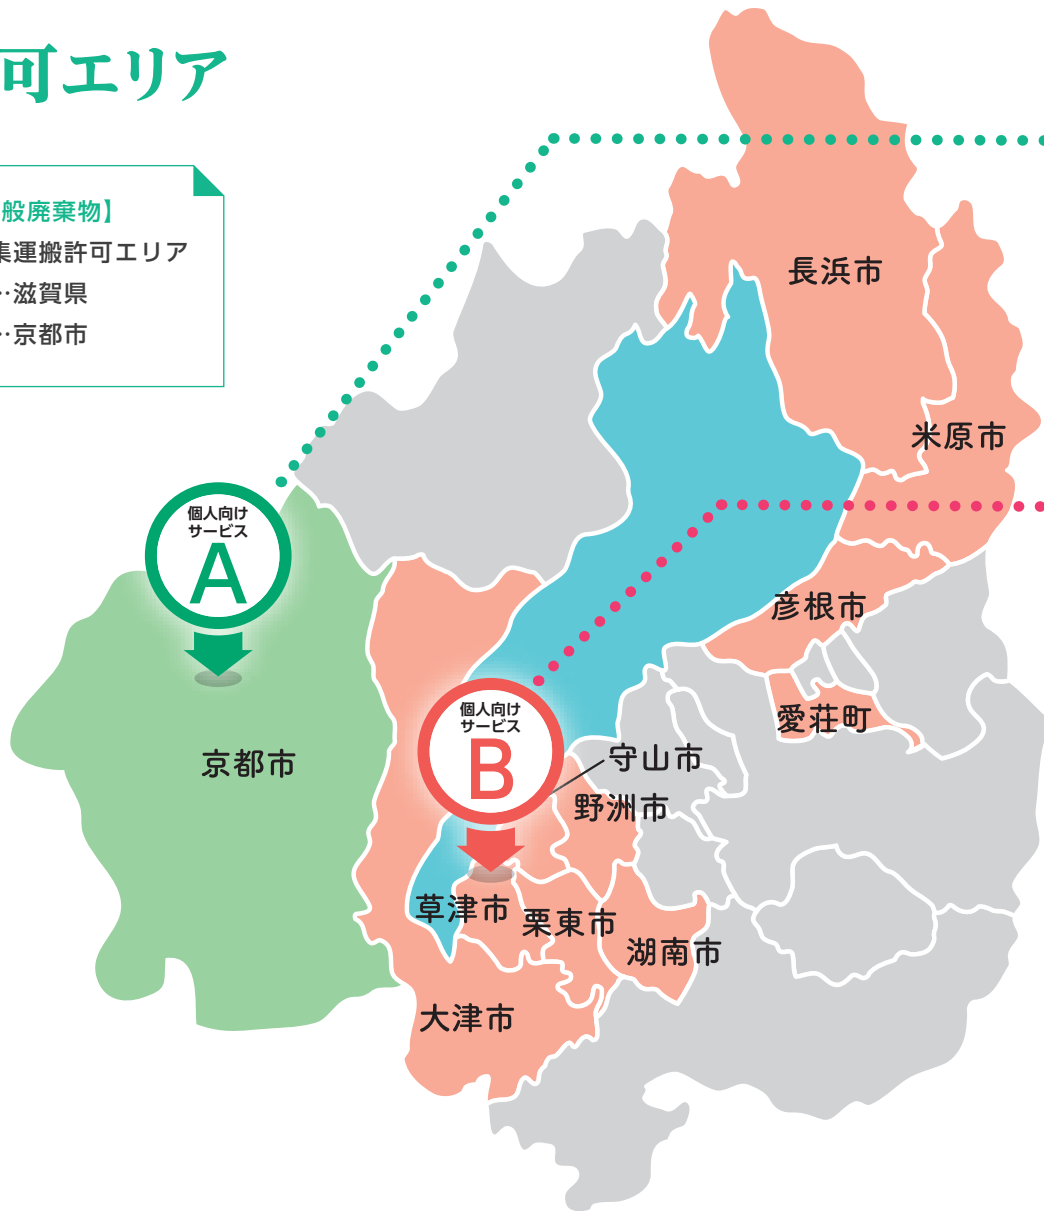 可エリア
般廃棄物】
集運搬許可エリア
…滋賀県
…京都市
長浜市
米原市
個人向け
サービス
A
彦根市
愛荘町
個人向け
サービス
B
京都市
守山市
野洲市
草津市
栗東市
湖南市
大津市